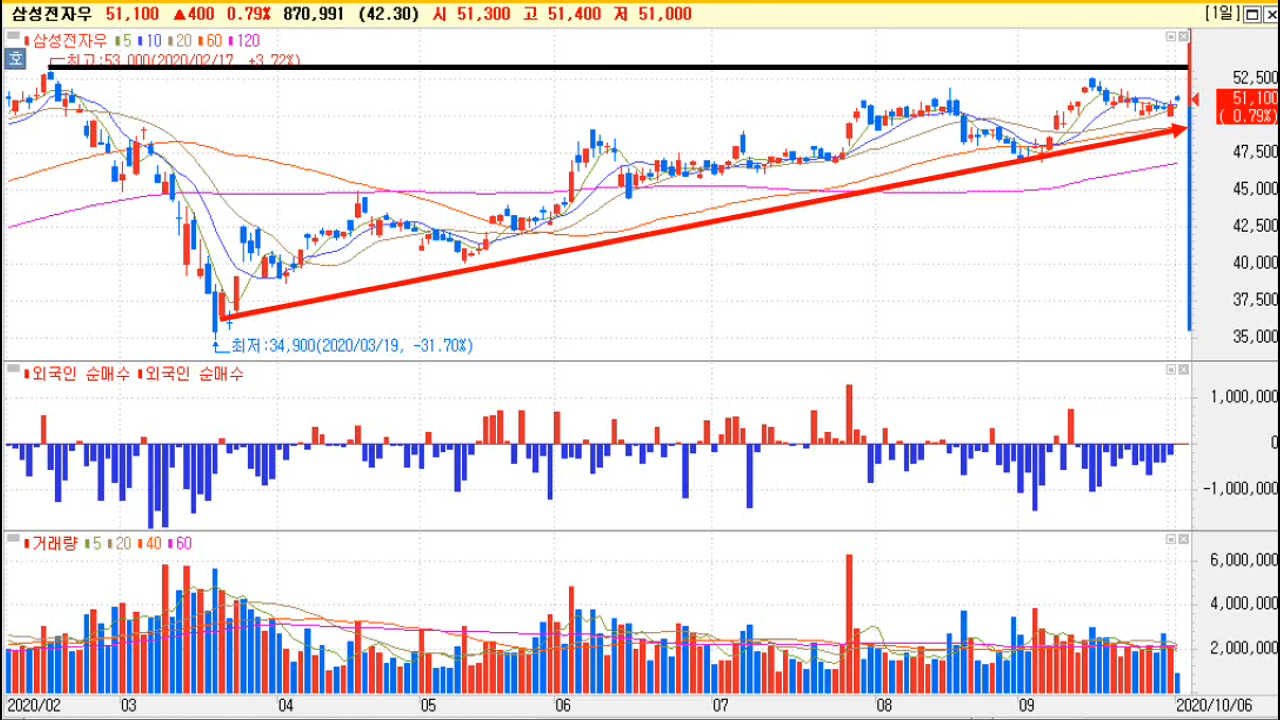 삼성전자우 51,100 ▲400 0.79% 870,991 (42.30) 시 51,300 고 51,400 저 51,000 [1일]
삼성전자우 5 10 20 60 120
호
최고:53,000(2020/02/17, +3.72%)
52,500
51,100
( 0.79%)
47,500
45,000
42,500
40,000
37,500
35,000
최저:34,900(2020/03/19, -31.70%)
외국인 순매수 외국인 순매수
1,000,000
0
-1,000,000
거래량 5 20 40 60
6,000,000
4,000,000
2,000,000
2020/02 03 04 05 06 07 08 09 2020/10/06